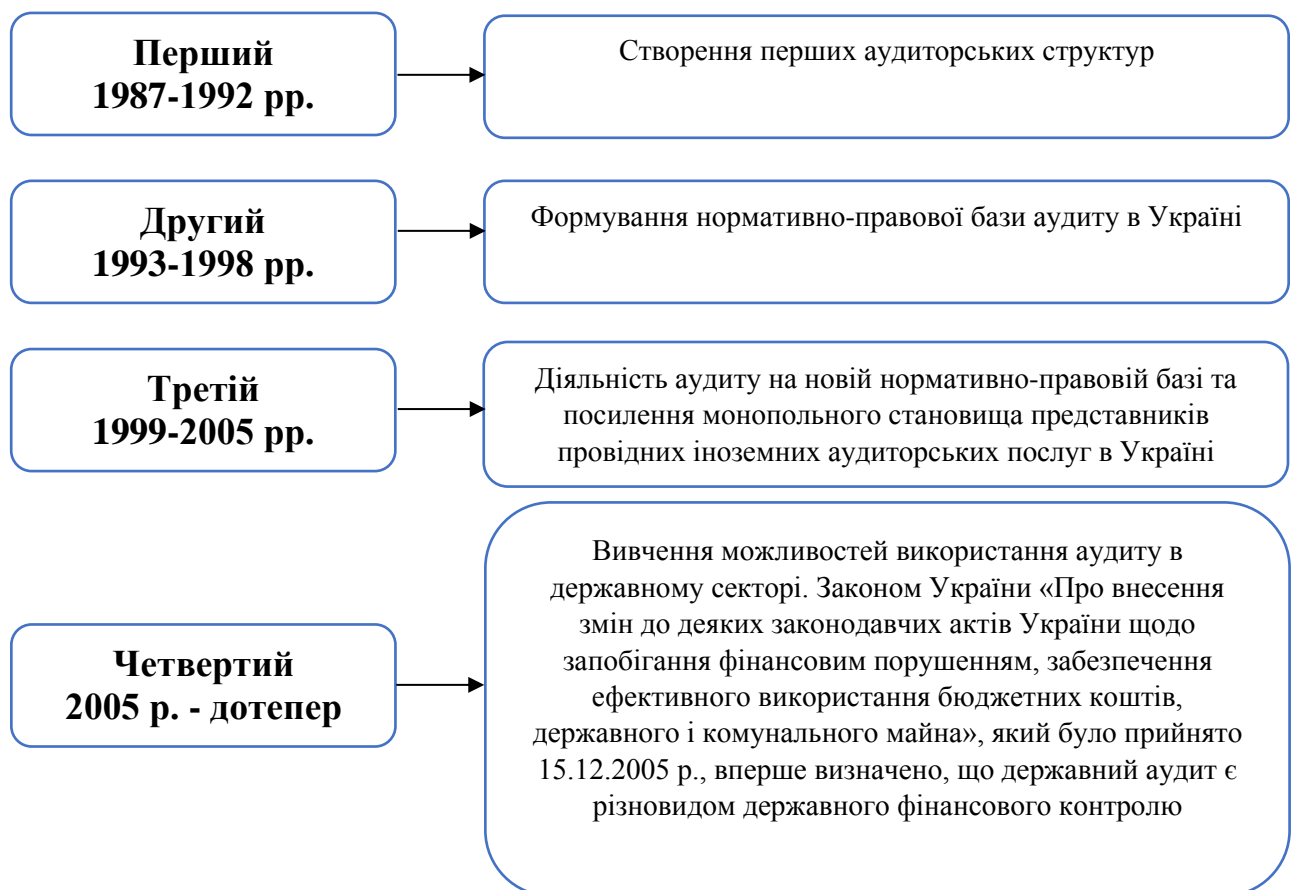 Перший
1987-1992 рр.
Створення перших аудиторських структур
Другий
1993-1998 рр.
Формування нормативно-правової бази аудиту в Україні
Третій
1999-2005 рр.
Діяльність аудиту на новій нормативно-правовій базі та
посилення монопольного становища представників
провідних іноземних аудиторських послуг в Україні
Четвертий
2005 р. - дотепер
Вивчення можливостей використання аудиту в
державному секторі. Законом України «Про внесення
змін до деяких законодавчих актів України щодо
запобігання фінансовим порушенням, забезпечення
ефективного використання бюджетних коштів,
державного і комунального майна», який було прийнято
15.12.2005 р., вперше визначено, що державний аудит є
різновидом державного фінансового контролю